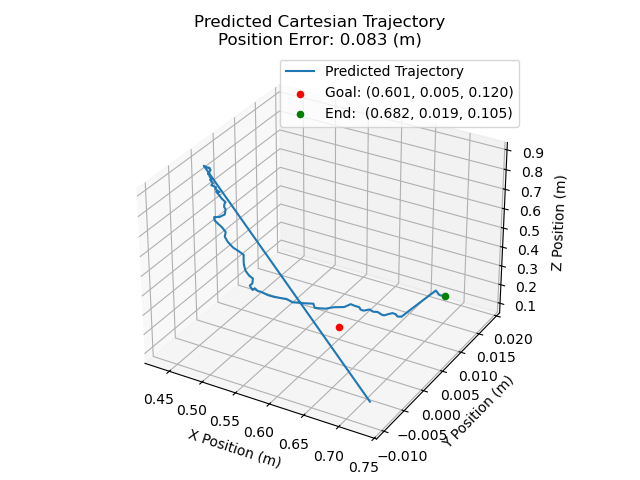 Predicted Cartesian Trajectory
Position Error: 0.083 (m)
Predicted Trajectory
Goal: (0.601, 0.005, 0.120)
End:  (0.682, 0.019, 0.105)
0.9
0.8
0.7
0.6
0.5
0.4
0.3
0.2
0.1
Z Position (m)
0.020
0.015
0.010
0.005
0.000
−0.005
−0.010
Y Position (m)
0.45
0.50
0.55
0.60
0.65
0.70
0.75
X Position (m)